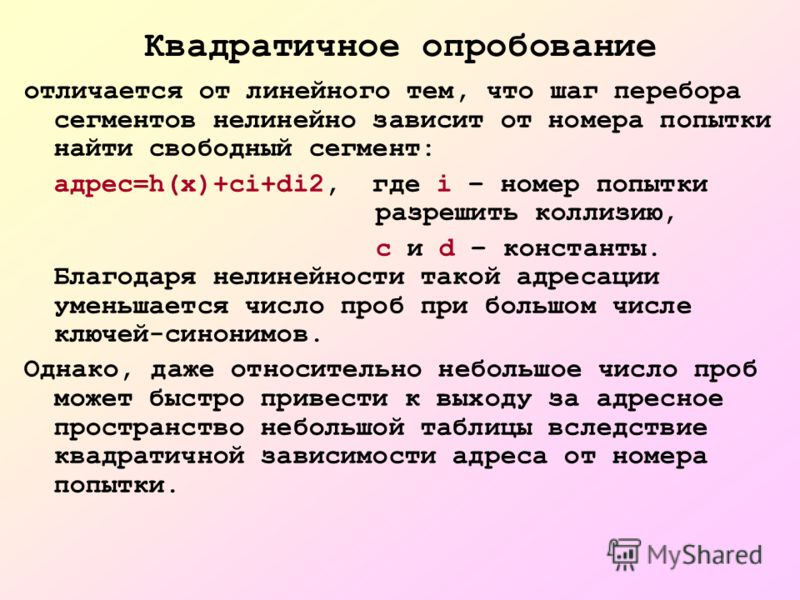 Квадратичное опробование
отличается от линейного тем, что шаг перебора
сегментов нелинейно зависит от номера попытки
найти свободный сегмент:
адрес=h(x)+ci+di2, где i – номер попытки
разрешить коллизию,
c и d – константы.
Благодаря нелинейности такой адресации
уменьшается число проб при большом числе
ключей-синонимов.
Однако, даже относительно небольшое число проб
может быстро привести к выходу за адресное
пространство небольшой таблицы вследствие
квадратичной зависимости адреса от номера
попытки.
MyShared